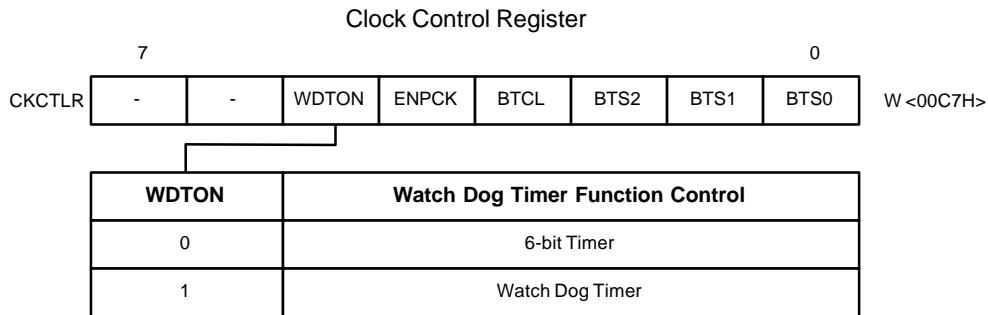 Clock Control Register
7 0
CKCTLR - - WDTON ENPCK BTCL BTS2 BTS1 BTS0 W <00C7H>
WDTON Watch Dog Timer Function Control
0 6-bit Timer
1 Watch Dog Timer